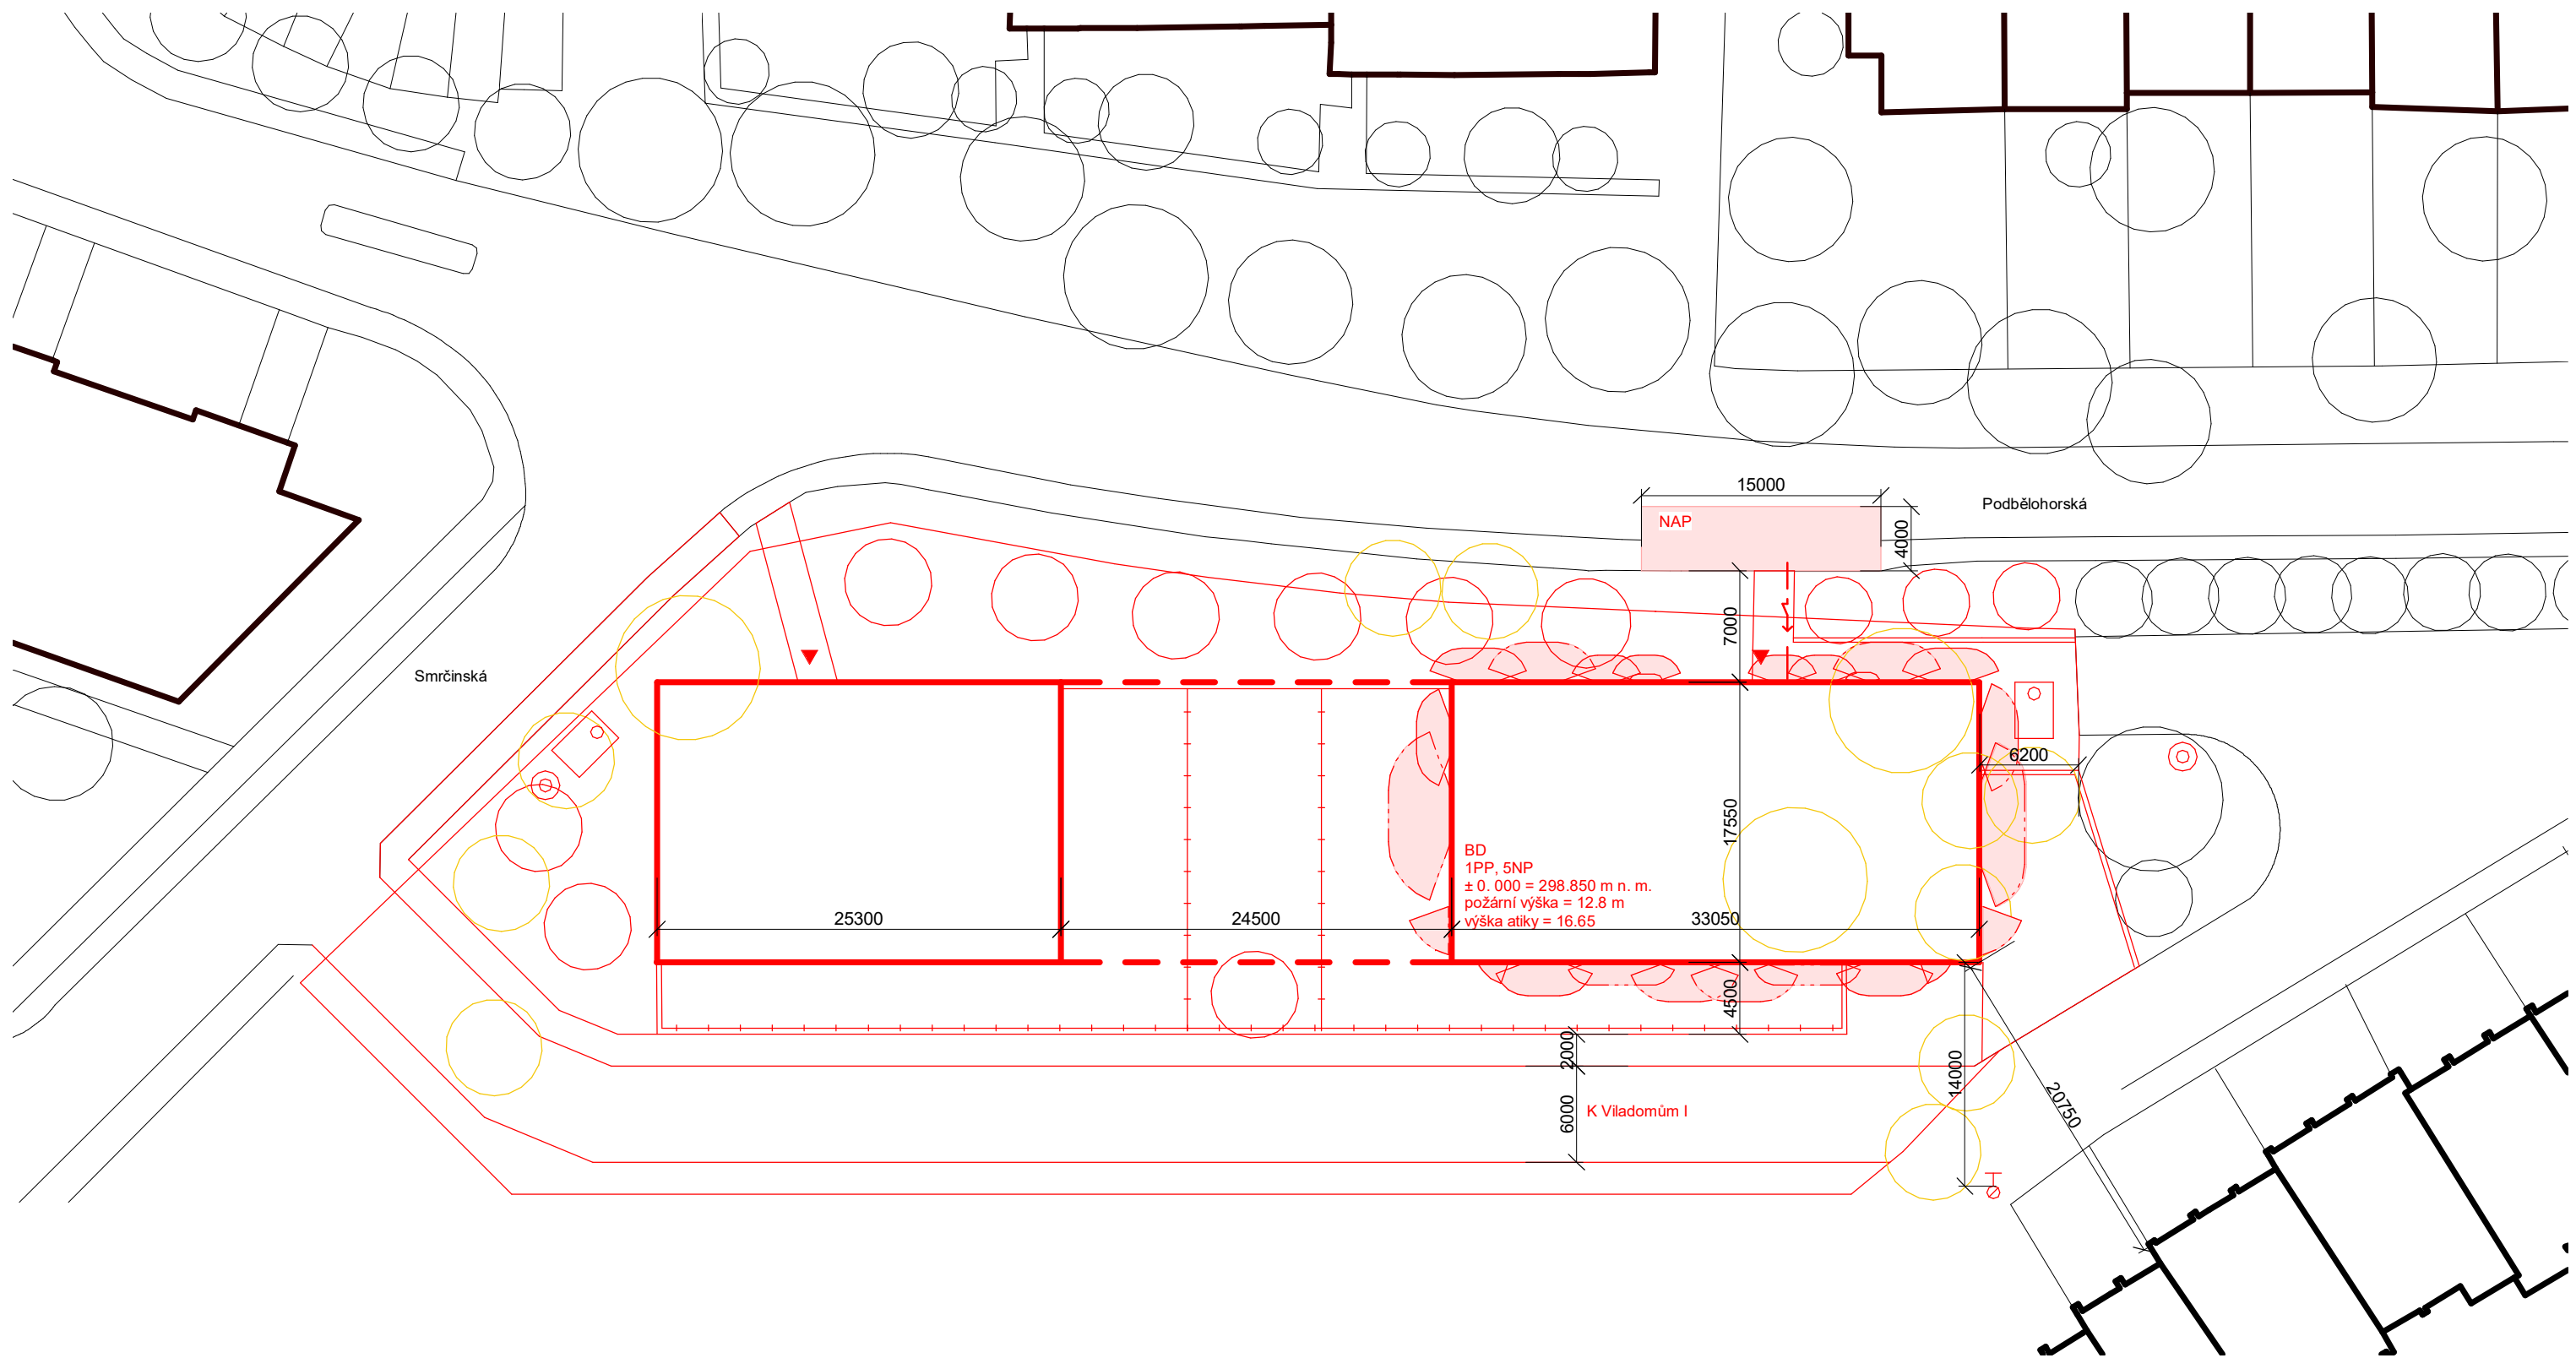 15000
NAP
Podbělohorská
4000
7000
Smrčinská
6200
17550
BD
1PP, 5NP
± 0. 000 = 298.850 m n. m.
požární výška = 12.8 m
výška atiky = 16.65
25300
24500
33050
4500
2000
14000
6000
K Viladomům I
20750